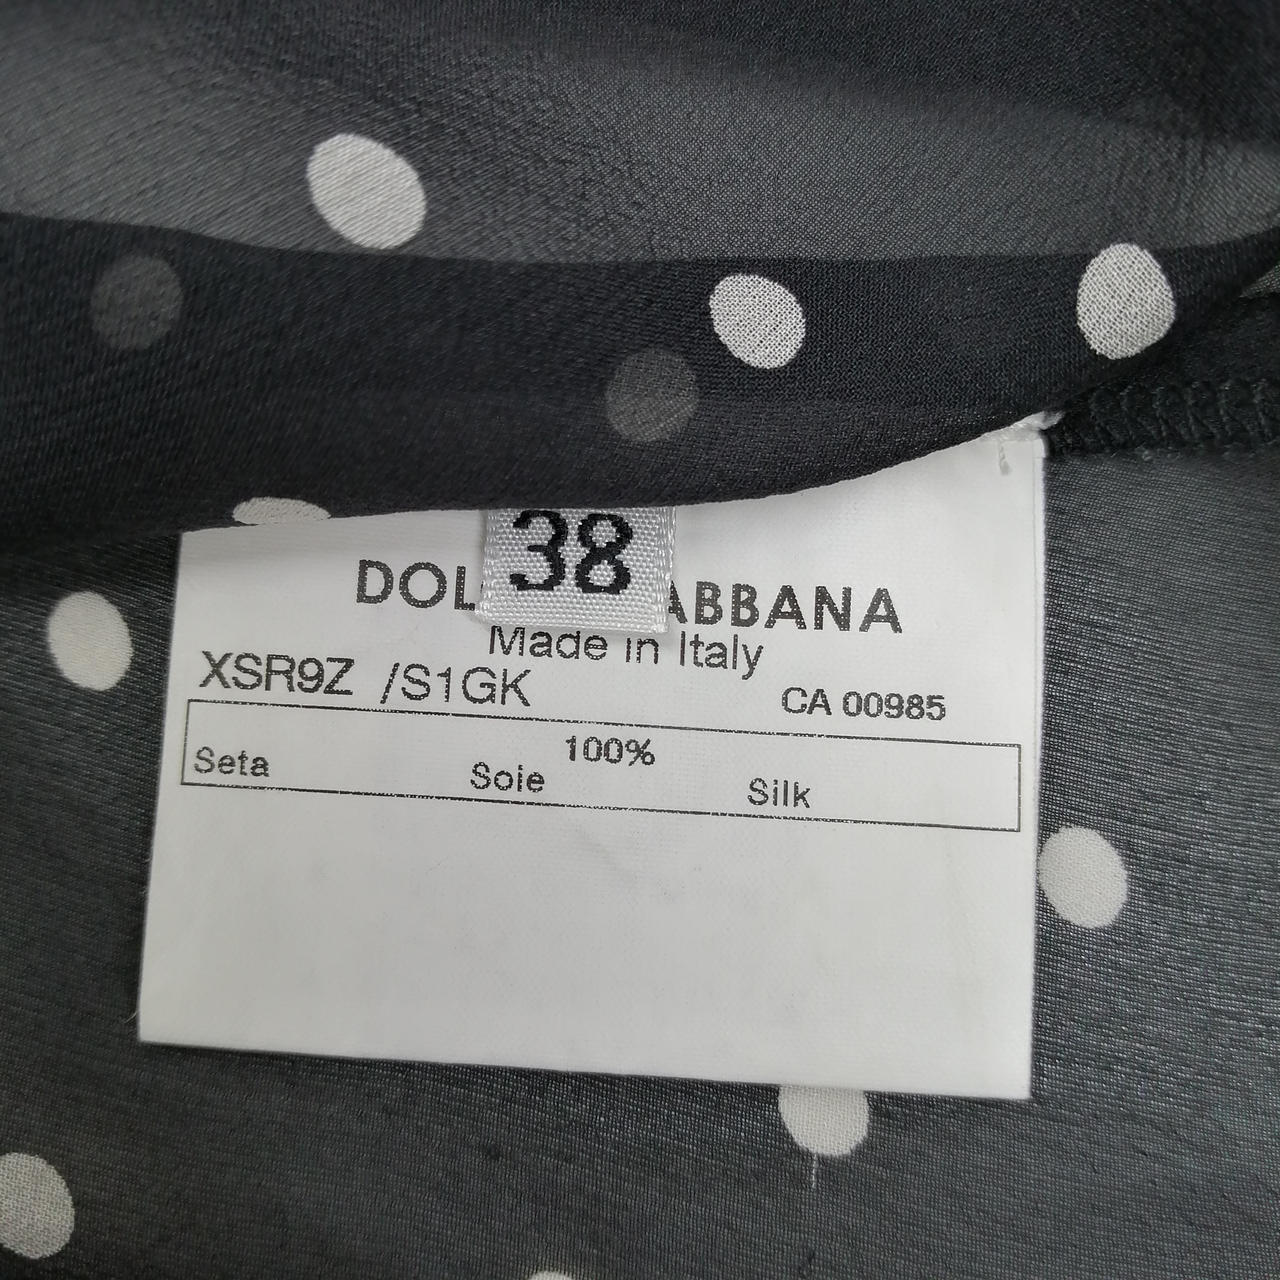 38
DOL ABBANA
Made in Italy
XSR9Z /S1GK
CA 00985
100%
Seta Soie Silk